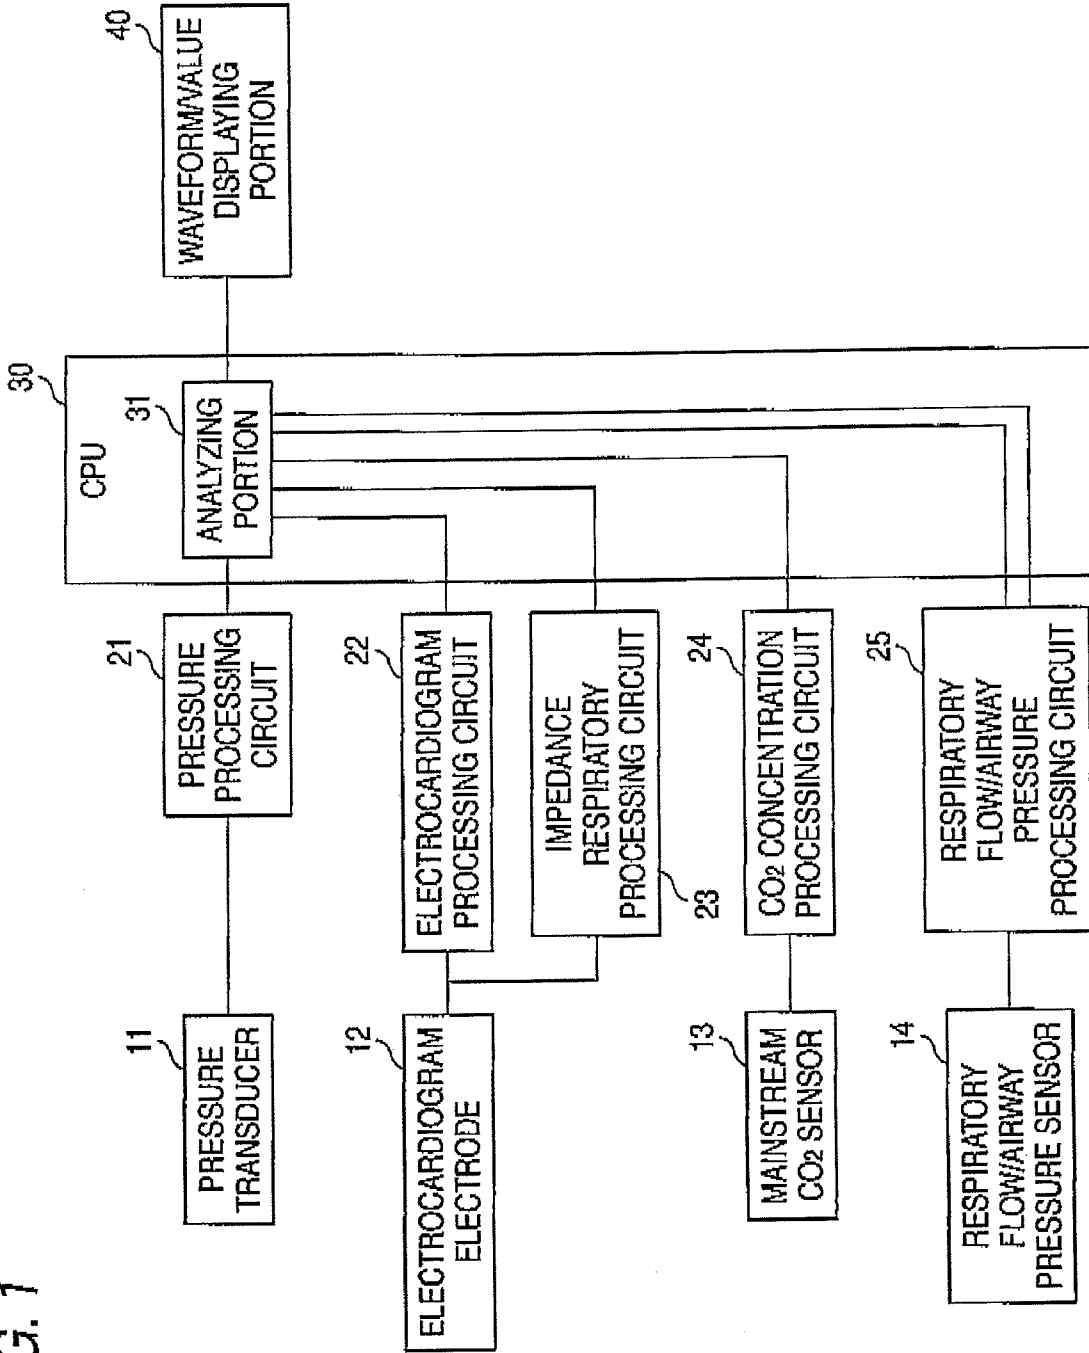 G. 1
11
PRESSURE
TRANSDUCER
21
PRESSURE
PROCESSING
CIRCUIT
30
CPU
31
ANALYZING
PORTION
40
WAVEFORM/VALUE
DISPLAYING
PORTION
12
ELECTROCARDIOGRAM
ELECTRODE
22
ELECTROCARDIOGRAM
PROCESSING CIRCUIT
IMPEDANCE
RESPIRATORY
PROCESSING CIRCUIT
23
13
MAINSTREAM
CO2 SENSOR
24
CO2 CONCENTRATION
PROCESSING CIRCUIT
14
RESPIRATORY
FLOW/AIRWAY
PRESSURE SENSOR
25
RESPIRATORY
FLOW/AIRWAY
PRESSURE
PROCESSING CIRCUIT